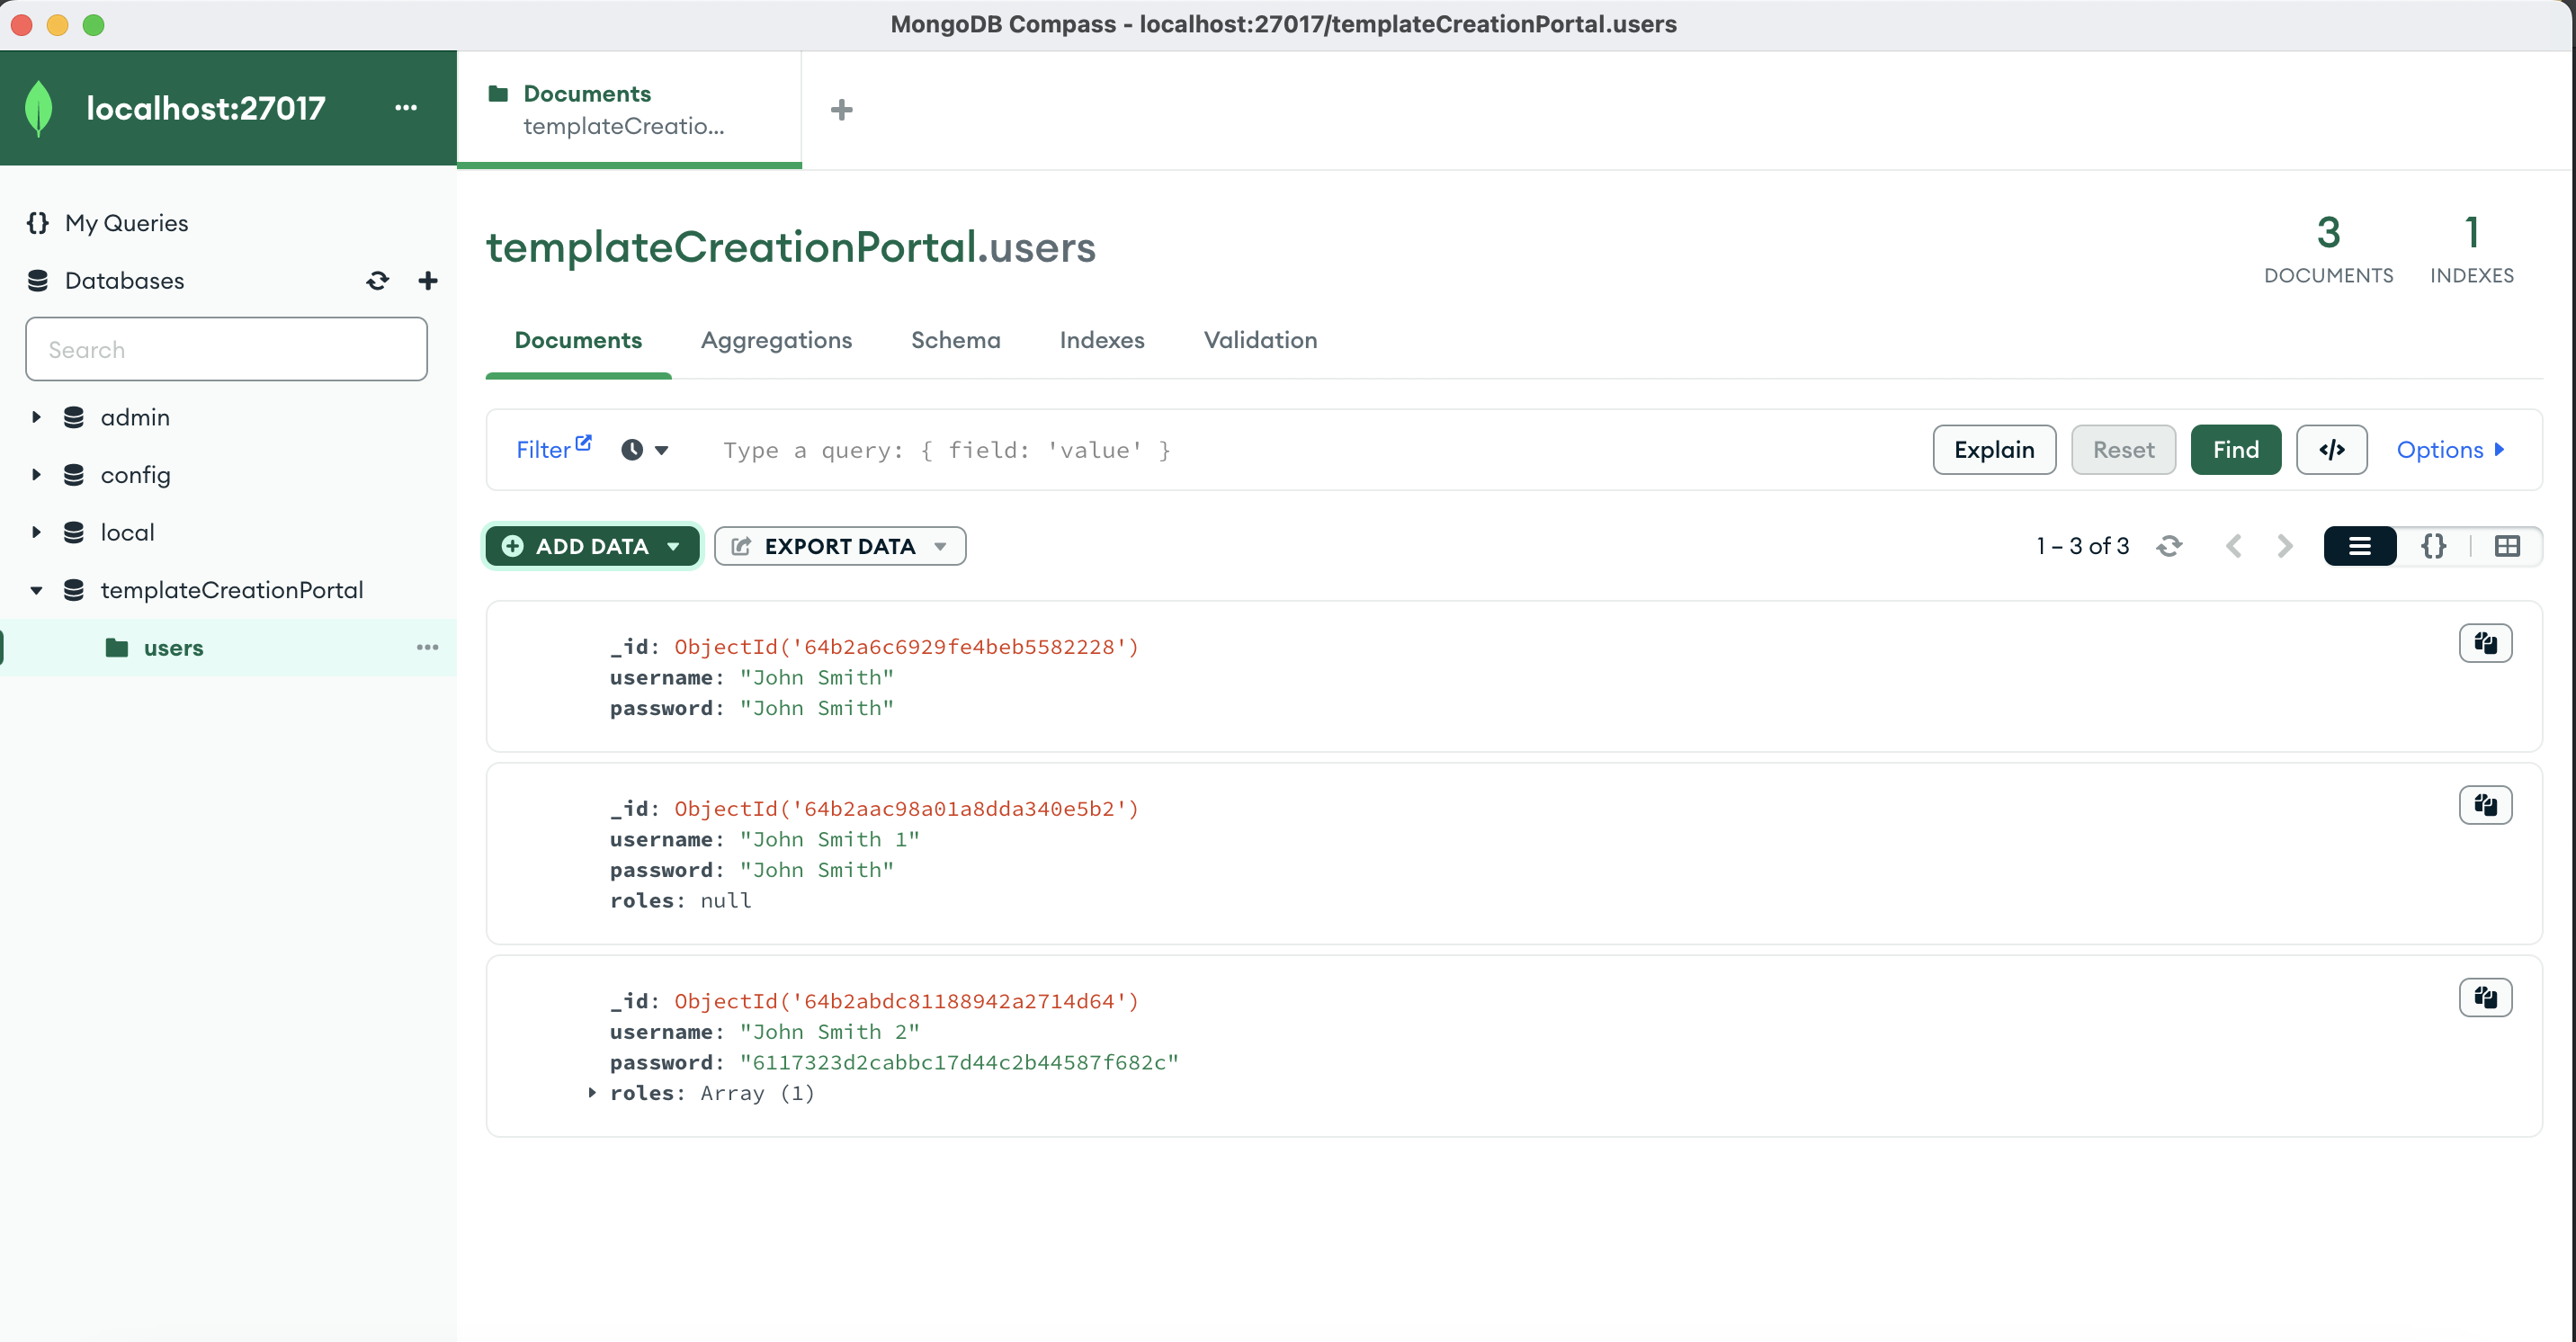 MongoDB Compass - localhost:27017/templateCreationPortal.users
localhost:27017
Documents
templateCreatio...
My Queries
Databases
Search
admin
config
local
templateCreationPortal
users
templateCreationPortal.users
3
DOCUMENTS
1
INDEXES
Documents Aggregations Schema Indexes Validation
Filter Type a query: { field: 'value' } Explain Reset Find </> Options
ADD DATA EXPORT DATA 1 – 3 of 3 {}
_id: ObjectId('64b2a6c6929fe4beb5582228')
username: "John Smith"
password: "John Smith"
_id: ObjectId('64b2aac98a01a8dda340e5b2')
username: "John Smith 1"
password: "John Smith"
roles: null
_id: ObjectId('64b2abdc81188942a2714d64')
username: "John Smith 2"
password: "6117323d2cabbc17d44c2b44587f682c"
roles: Array (1)